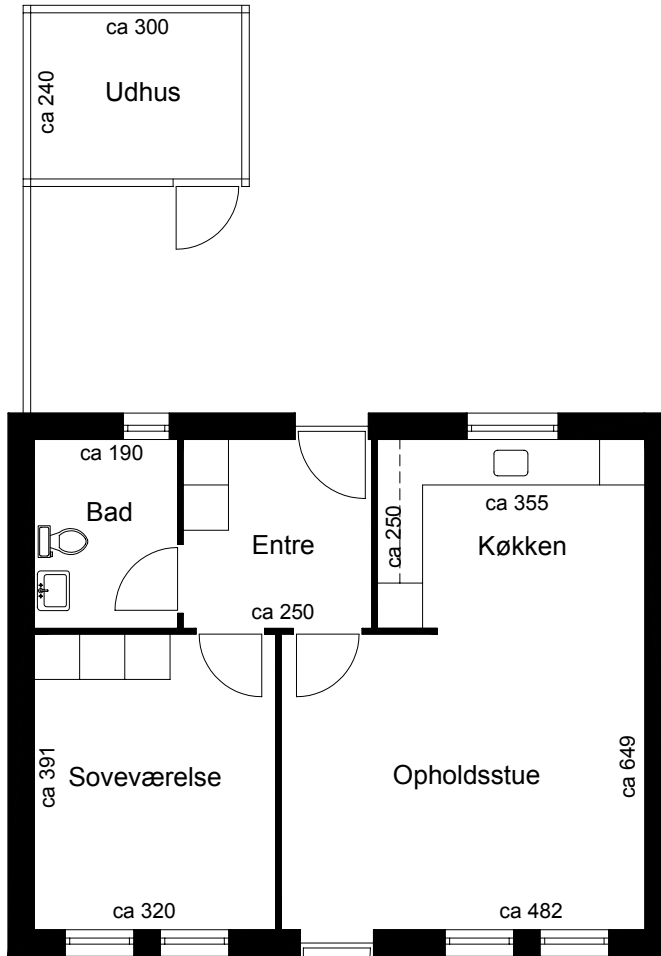 ca 300
ca 240
Udhus
ca 190
Bad
Entre
ca 250
ca 250
ca 355
Køkken
ca 391
Soveværelse
Opholdsstue
ca 649
ca 320
ca 482